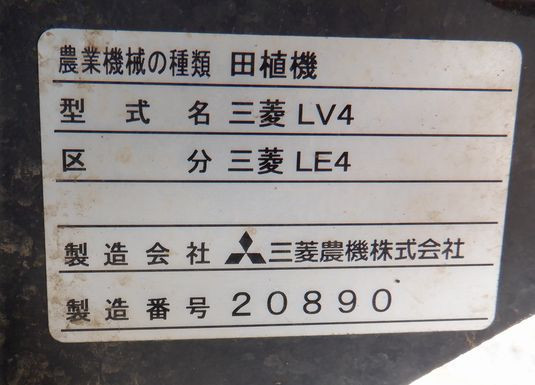 農業機械の種類 田植機
型式名 三菱 LV4
区分 三菱 LE4
製造会社 三菱農機株式会社
製造番号 20890